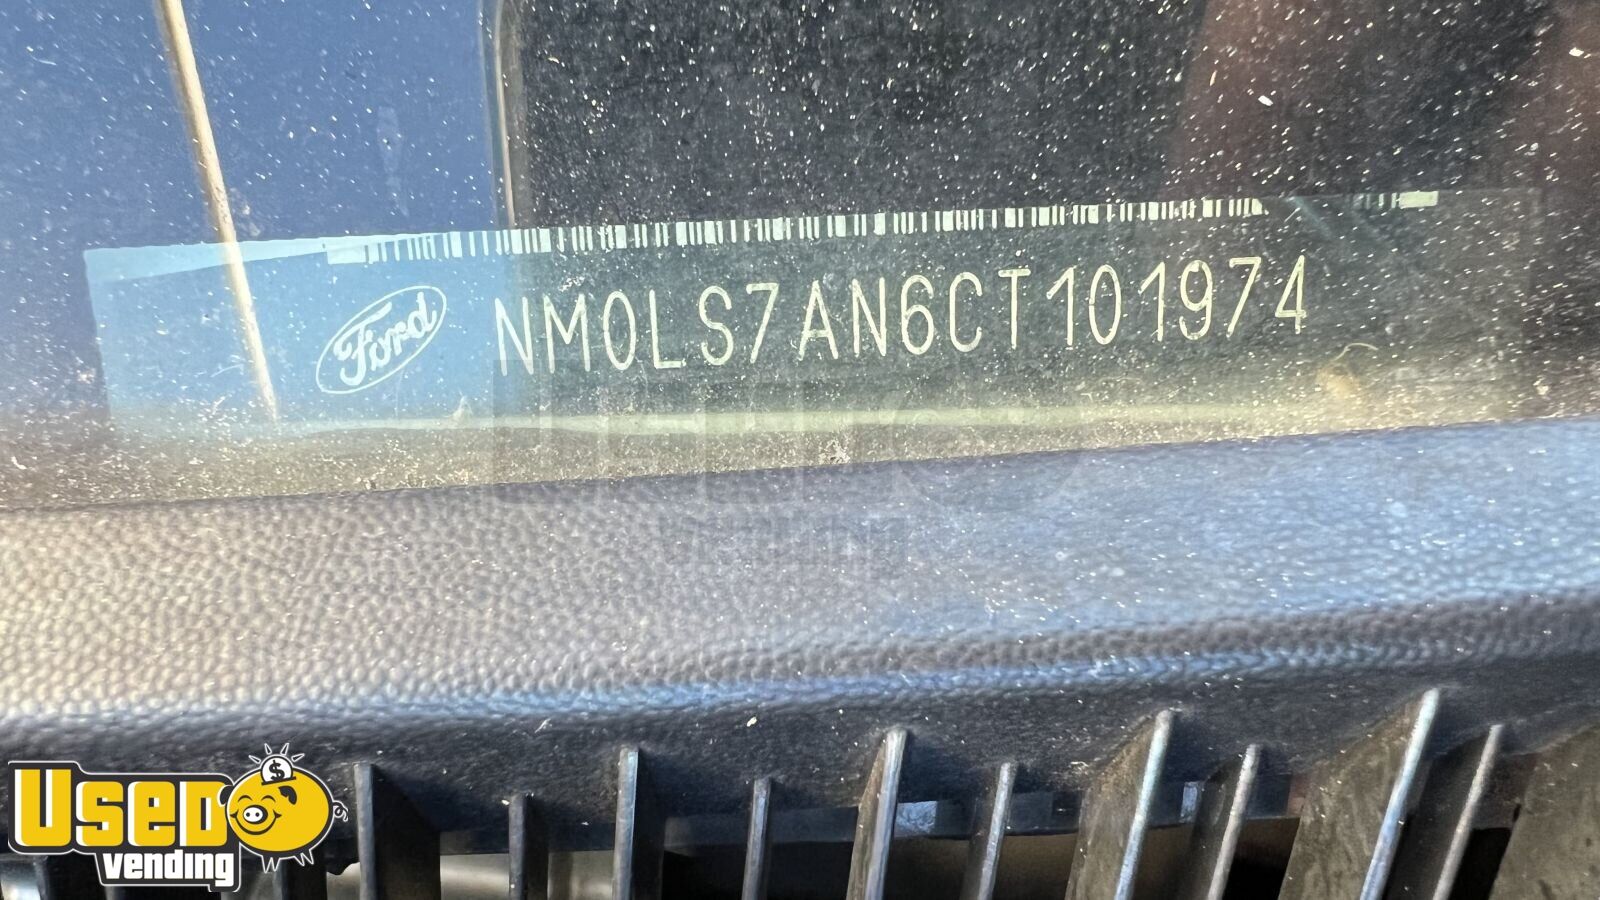 Ford NM0LS7AN6CT101974
USED
vending